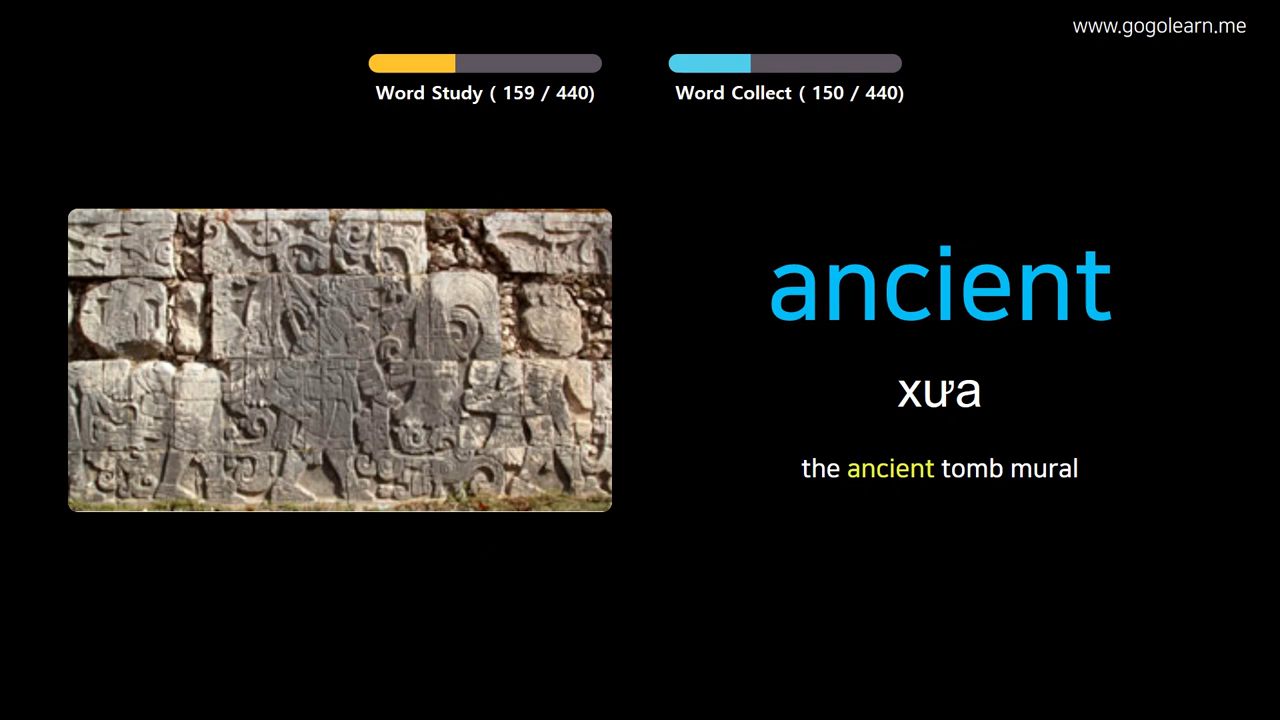 www.gogolearn.me
Word Study ( 159 / 440)
Word Collect ( 150 / 440)
ancient
xưa
the ancient tomb mural